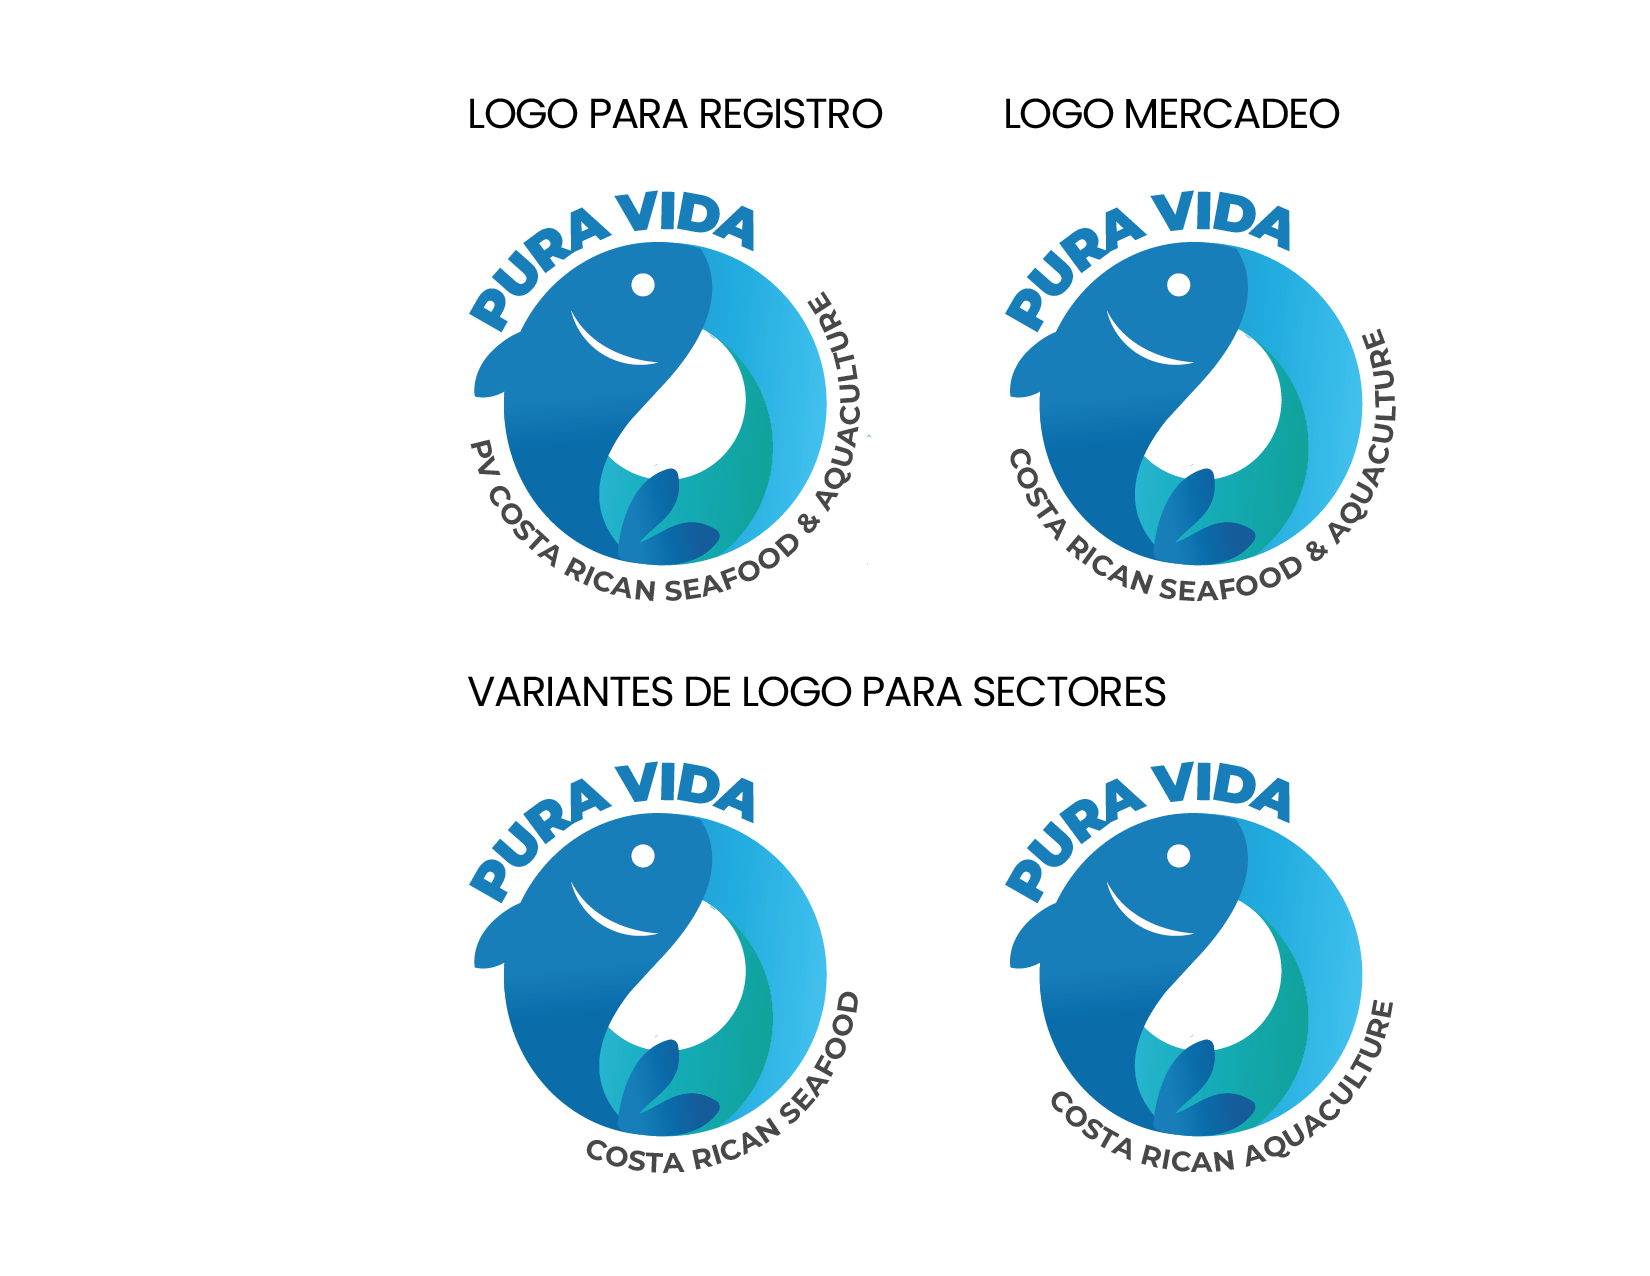 LOGO PARA REGISTRO
LOGO MERCADEO
PURA VIDA
PV COSTA RICAN SEAFOOD & AQUACULTURE
PURA VIDA
COSTA RICAN SEAFOOD & AQUACULTURE
VARIANTES DE LOGO PARA SECTORES
PURA VIDA
COSTA RICAN SEAFOOD
PURA VIDA
COSTA RICAN AQUACULTURE